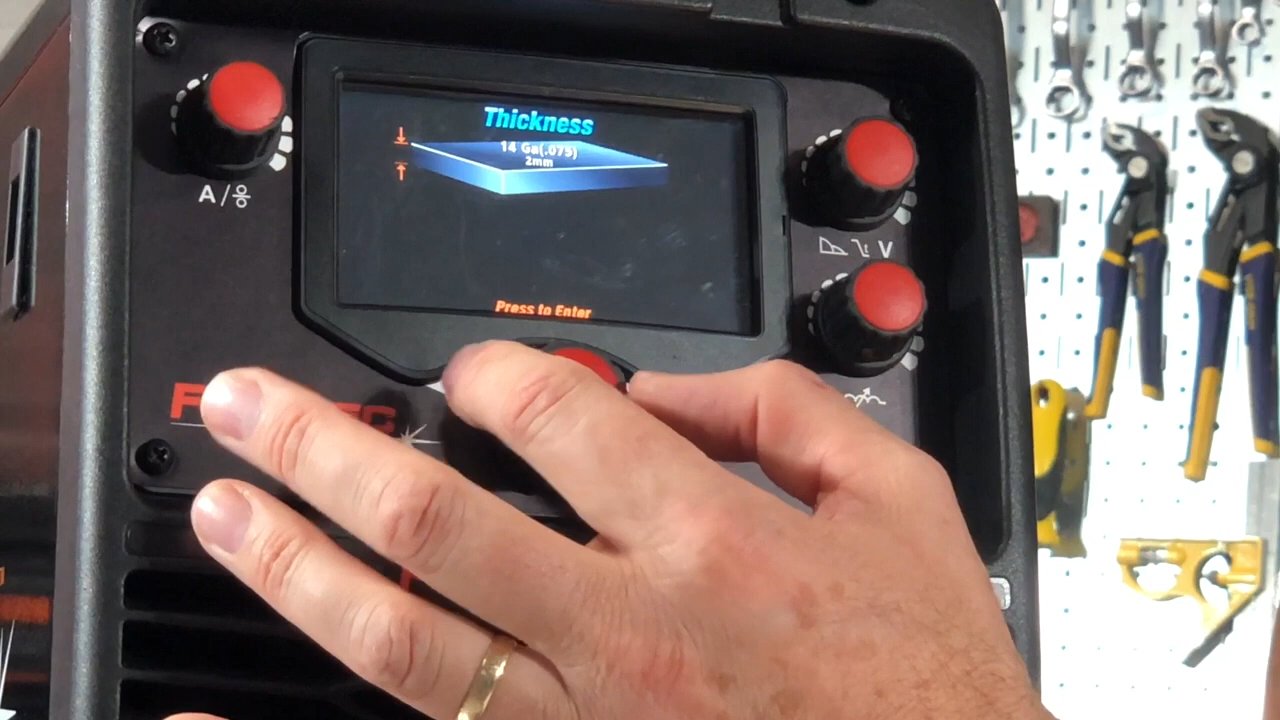 Thickness
14 Ga(.075)
2mm
Press to Enter
A/
V